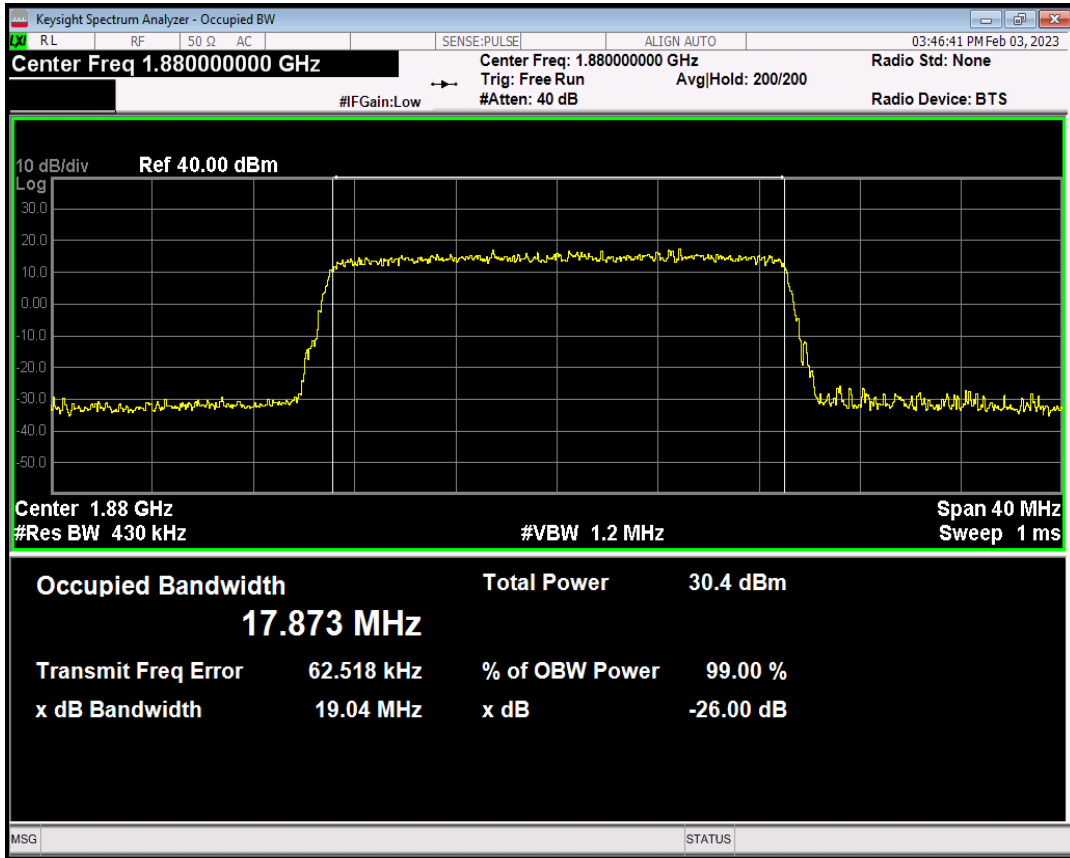 Keysight Spectrum Analyzer - Occupied BW
LXI RL RF 50 Ω AC SENSE:PULSE ALIGN AUTO 03:46:41 PM Feb 03, 2023
Center Freq 1.880000000 GHz Center Freq: 1.880000000 GHz Radio Std: None
Trig: Free Run Avg|Hold: 200/200
#IFGain:Low #Atten: 40 dB Radio Device: BTS
10 dB/div Ref 40.00 dBm
Log
30.0
20.0
10.0
0.00
-10.0
-20.0
-30.0
-40.0
-50.0
Center 1.88 GHz Span 40 MHz
#Res BW 430 kHz #VBW 1.2 MHz Sweep 1 ms
Occupied Bandwidth Total Power 30.4 dBm
17.873 MHz
Transmit Freq Error 62.518 kHz % of OBW Power 99.00 %
x dB Bandwidth 19.04 MHz x dB -26.00 dB
MSG STATUS